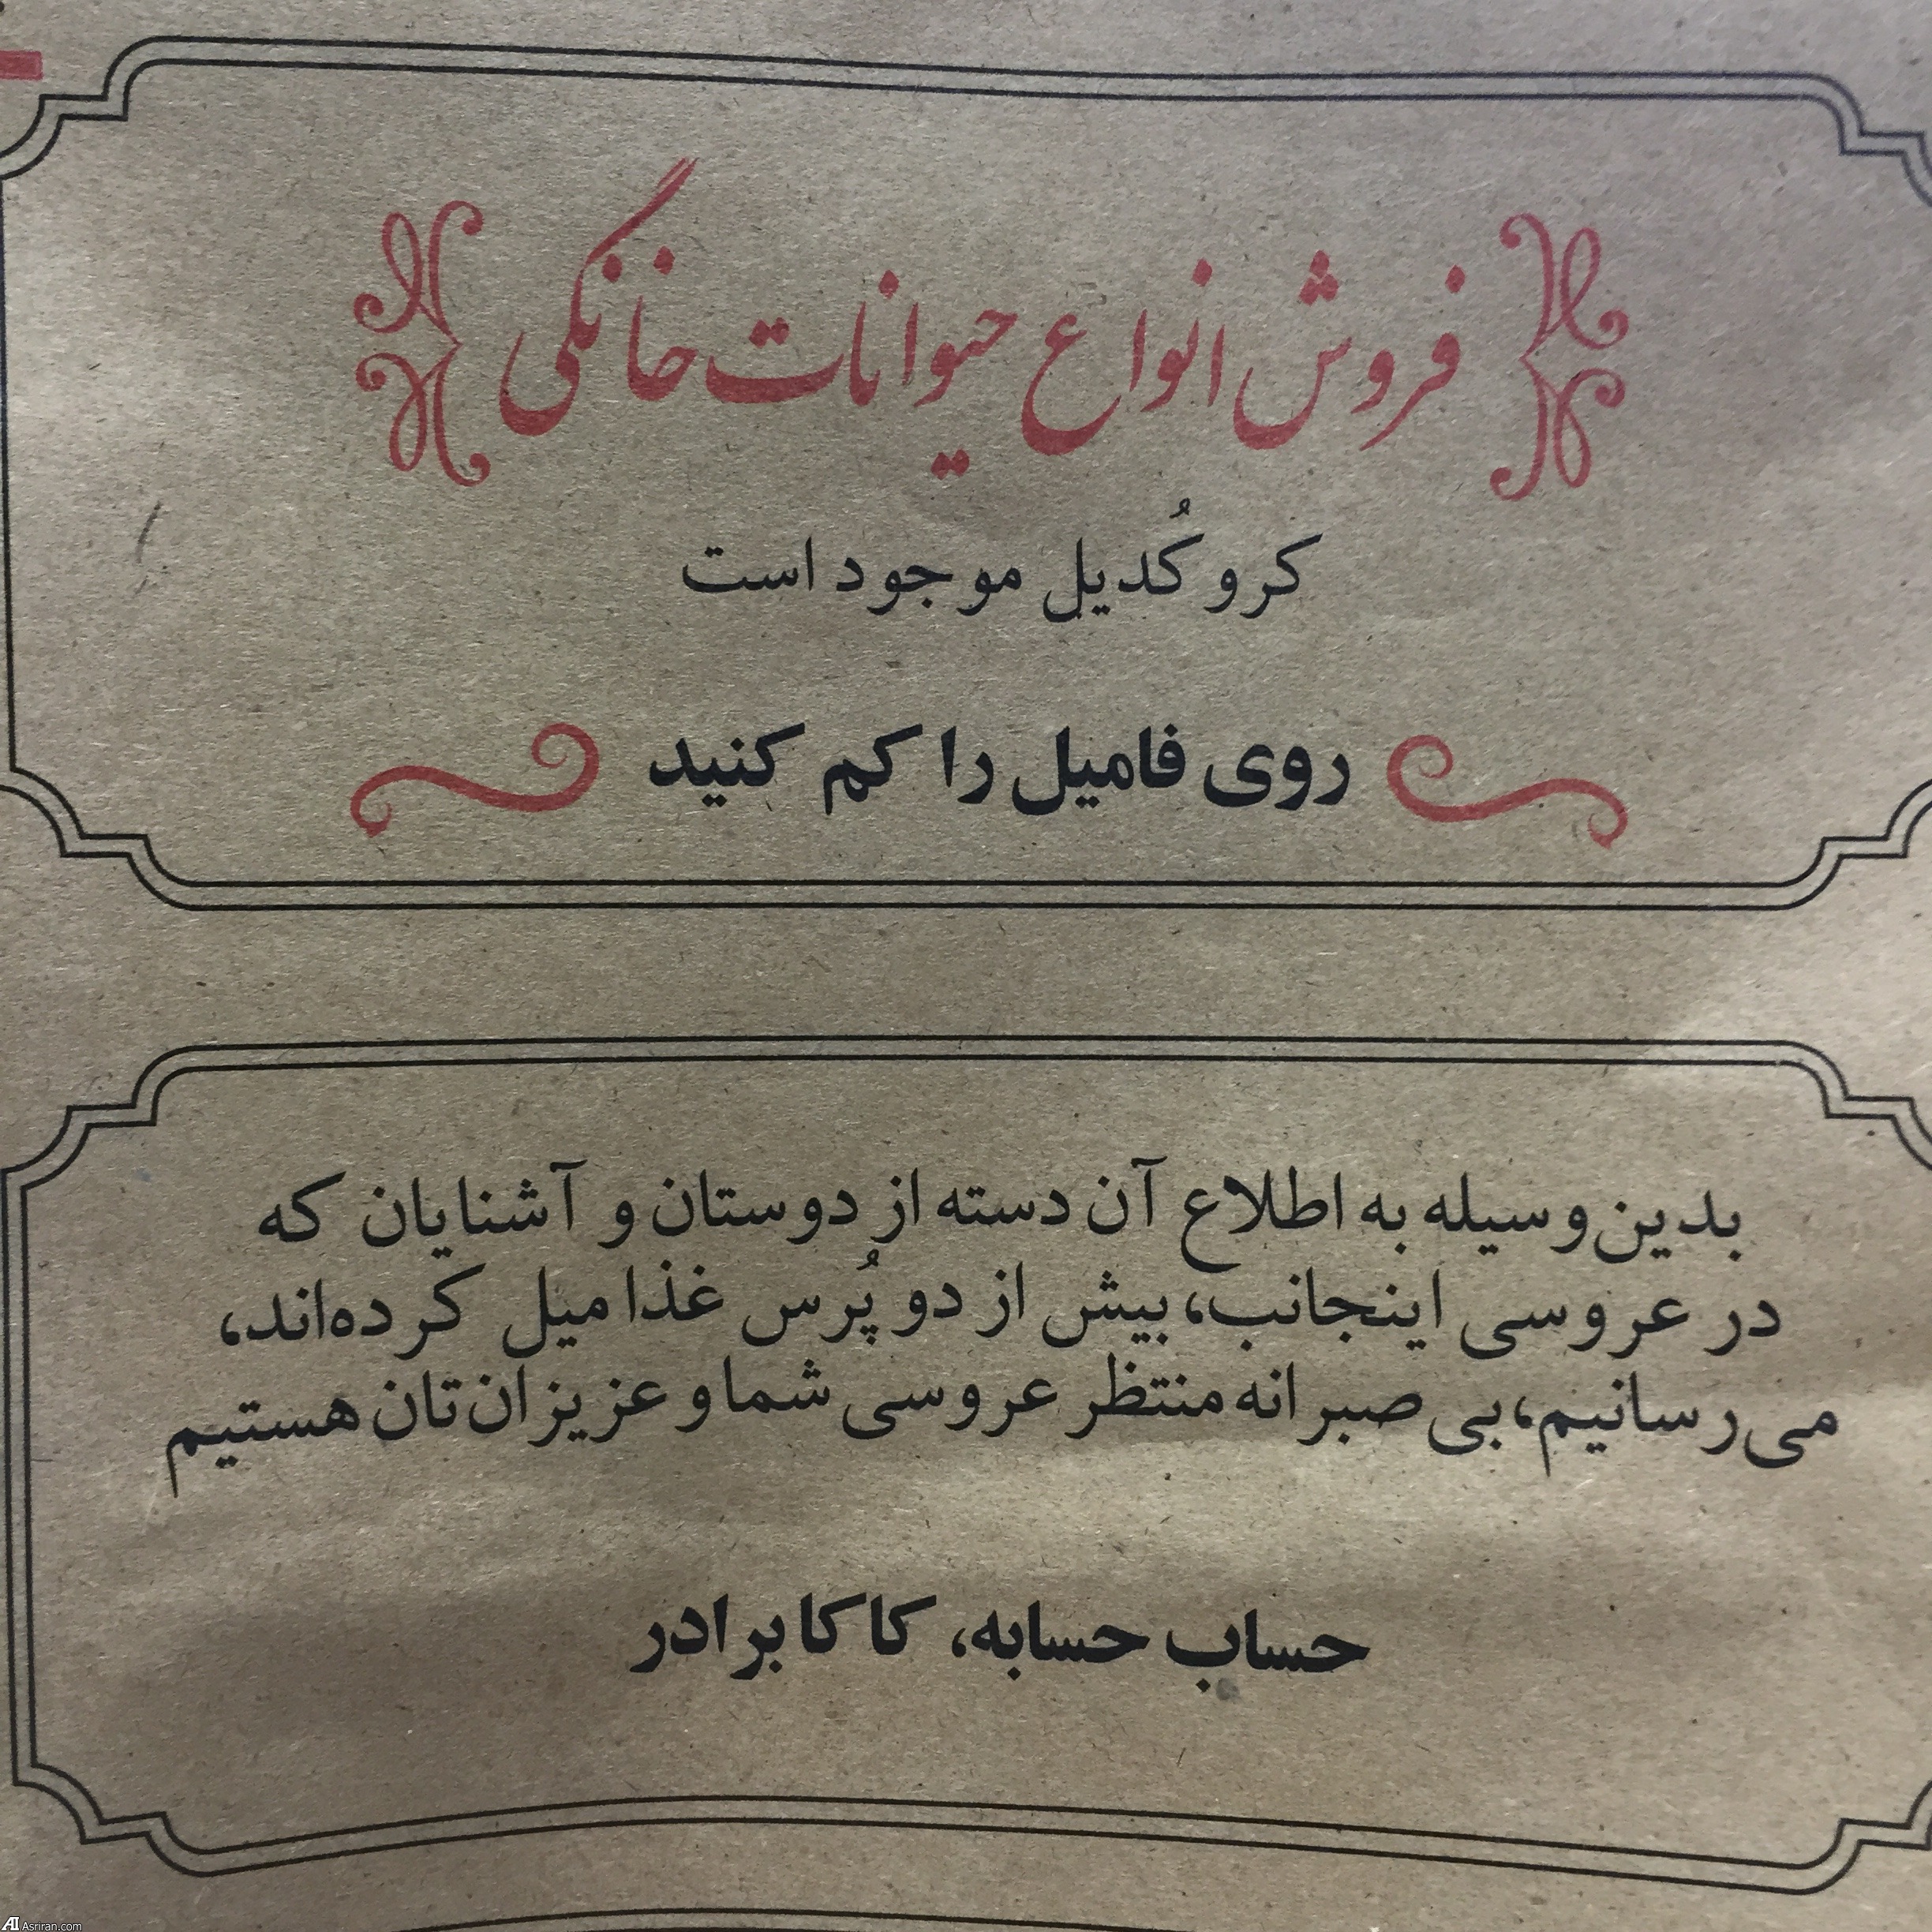 فروش انواع حیوانات خانگی
کروکُدیل موجود است
روی فامیل را کم کنید
بدین‌وسیله به اطلاع آن دسته از دوستان و آشنایان که
در عروسی اینجانب، بیش از دو پُرس غذا میل کرده‌اند،
می‌رسانیم، بی‌صبرانه منتظر عروسی شما و عزیزان‌تان هستیم
حساب حسابه، کاکا برادر
Asriran.com